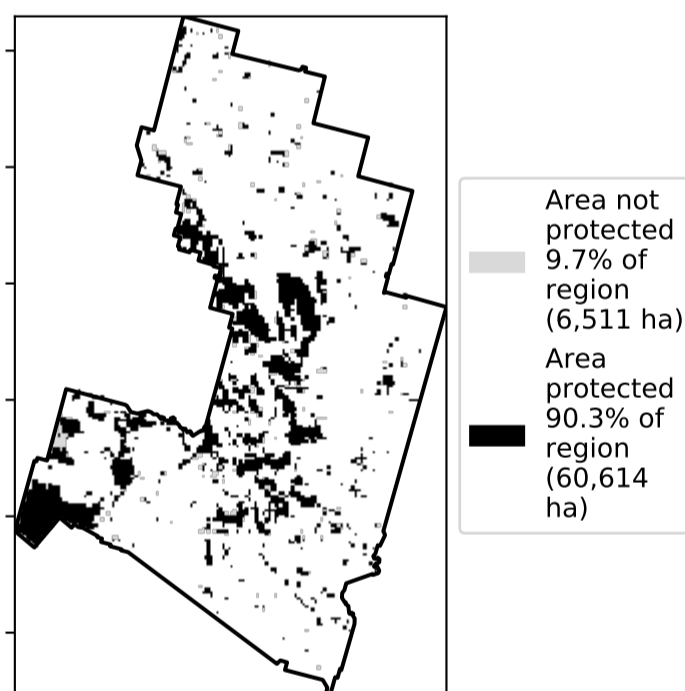 Area not
protected
9.7% of
region
(6,511 ha)
Area
protected
90.3% of
region
(60,614
ha)